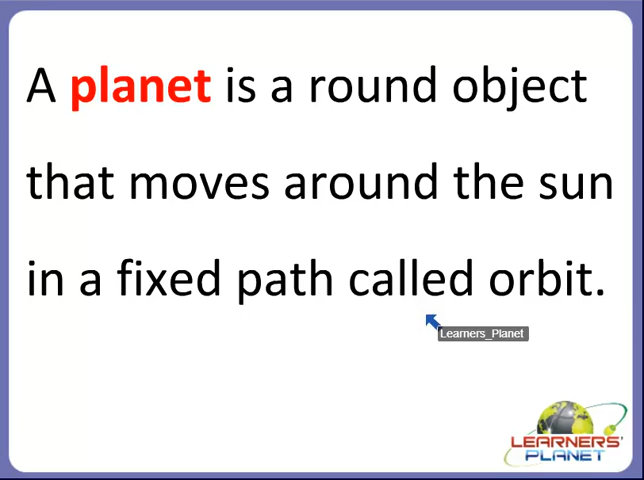 A planet is a round object
that moves around the sun
in a fixed path called orbit.
Learners_Planet
LEARNERS'
PLANET